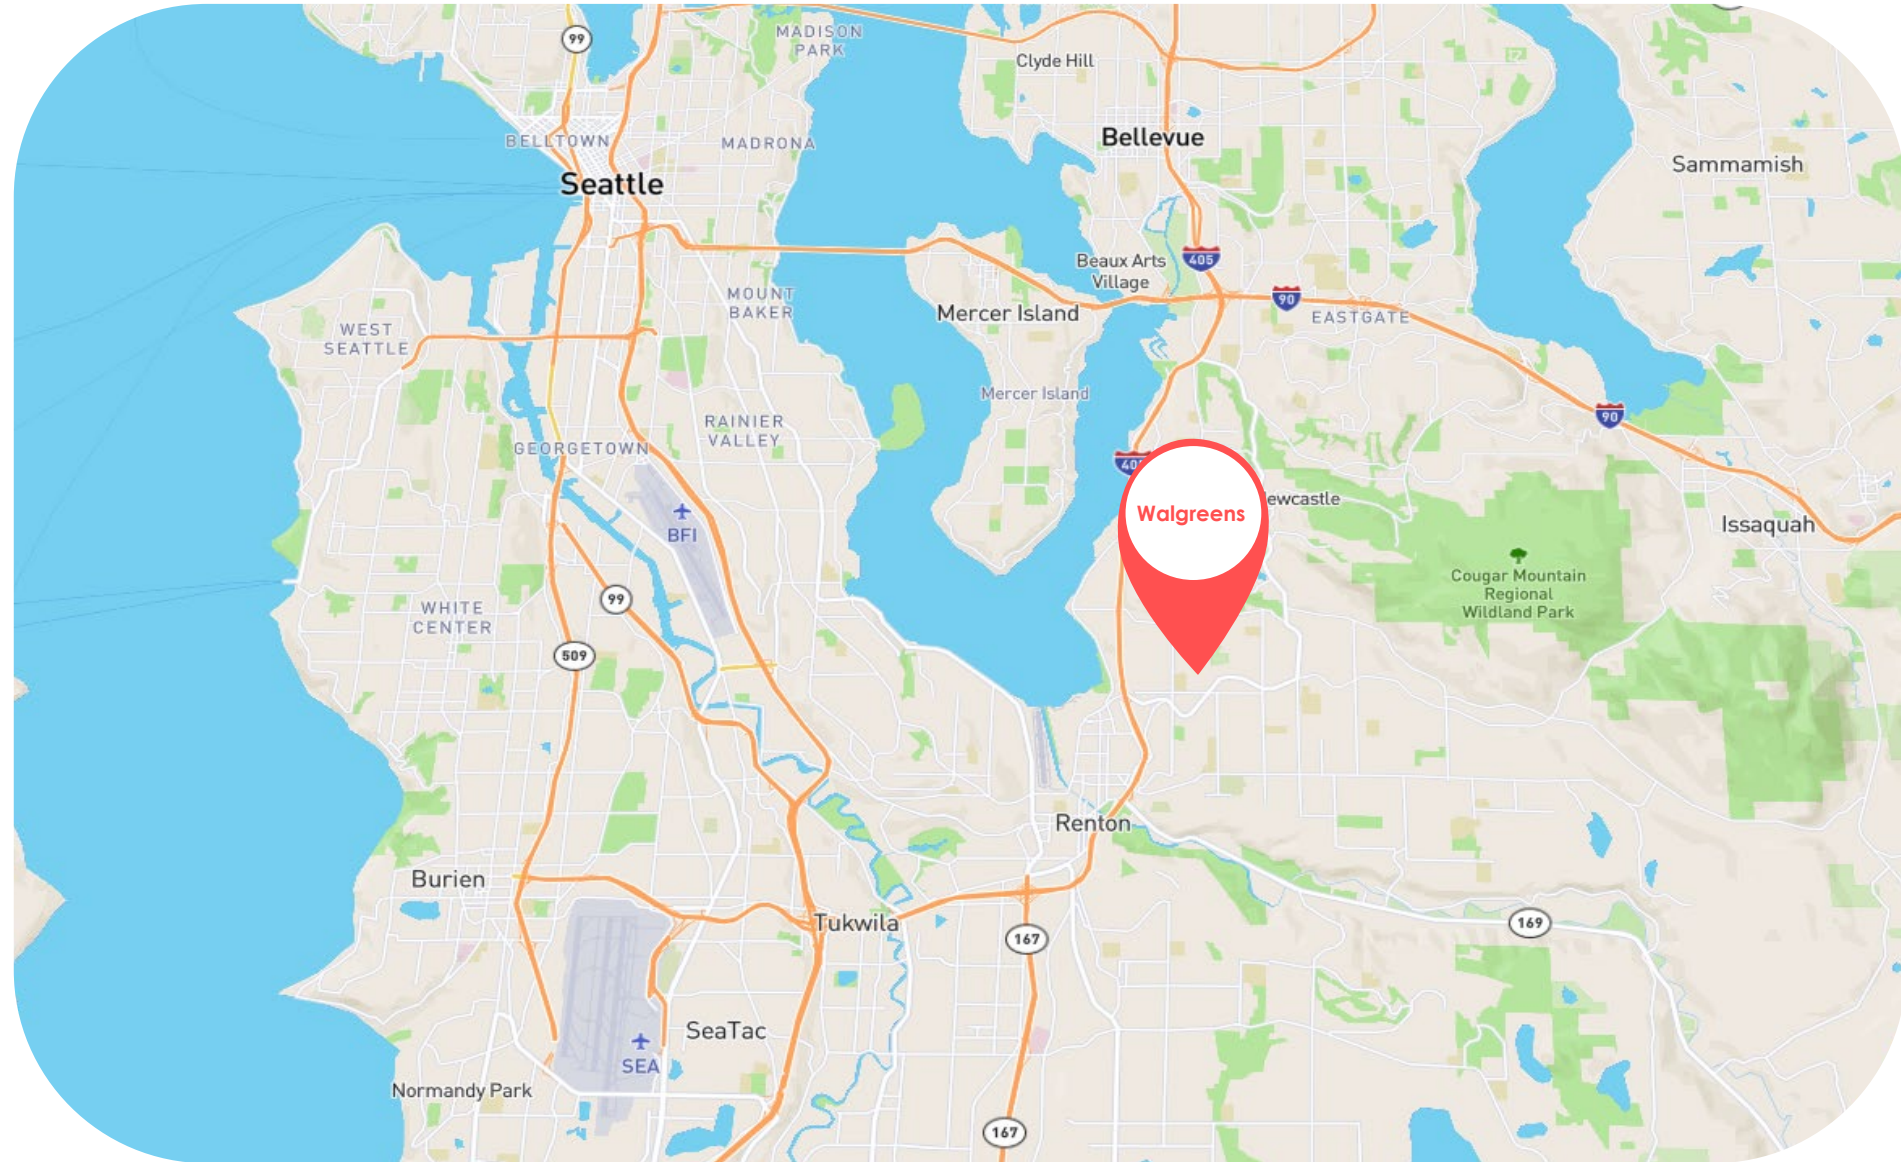 99
MADISON
PARK
Clyde Hill
BELLTOWN
MADRONA
Bellevue
Sammamish
Seattle
405
Beaux Arts
Village
90
MOUNT
BAKER
Mercer Island
EASTGATE
WEST
SEATTLE
Mercer Island
90
RAINIER
VALLEY
GEORGETOWN
ewcastle
Walgreens
Issaquah
BFI
Cougar Mountain
Regional
Wildland Park
99
WHITE
CENTER
509
Renton
Burien
Tukwila
169
167
SeaTac
SEA
Normandy Park
167